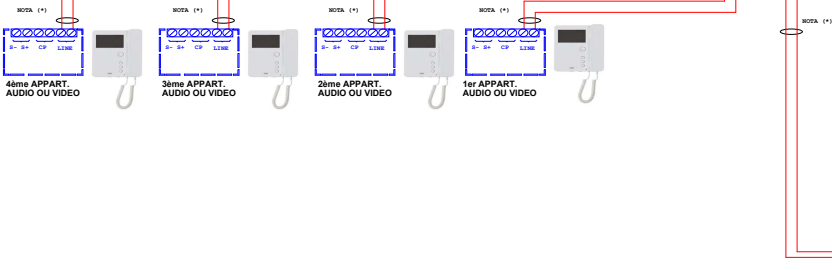 NOTA (*)
NOTA (*)
NOTA (*)
NOTA (*)
NOTA (*)
S- S+ CP LINE
S- S+ CP LINE
S- S+ CP LINE
S- S+ CP LINE
4ème APPART.
AUDIO OU VIDEO
3ème APPART.
AUDIO OU VIDEO
2ème APPART.
AUDIO OU VIDEO
1er APPART.
AUDIO OU VIDEO